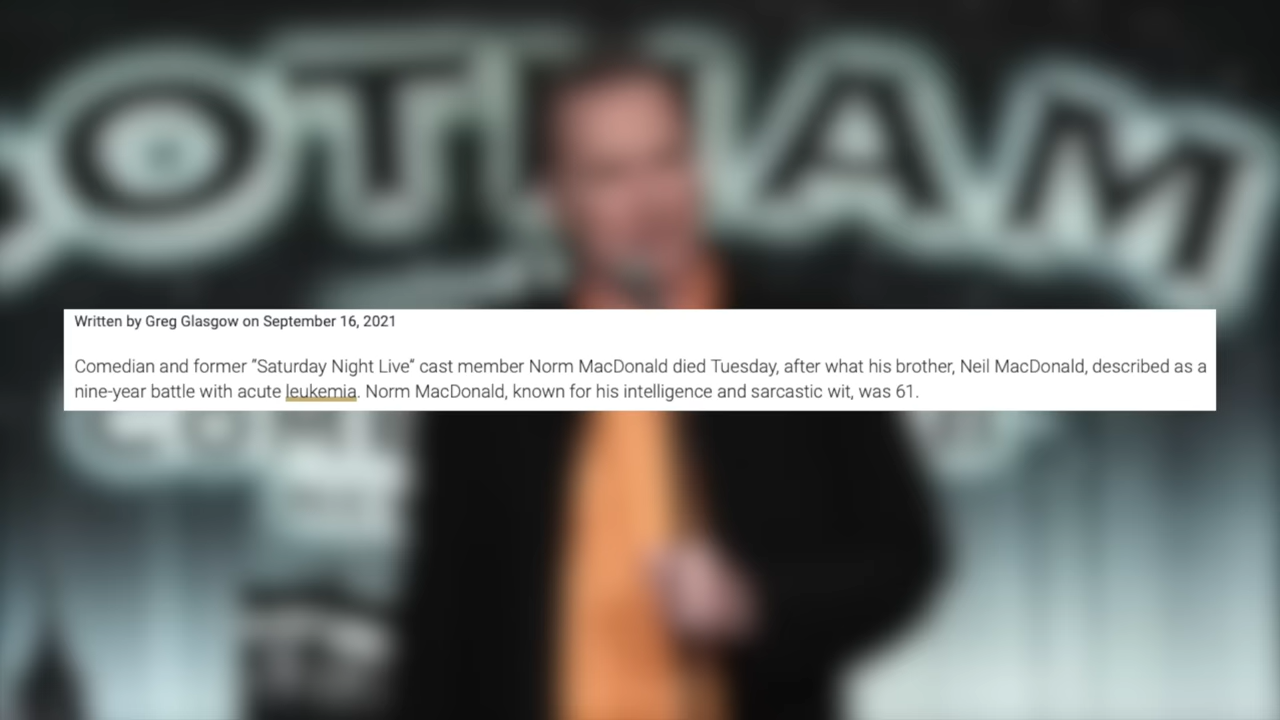 OTHAM
Written by Greg Glasgow on September 16, 2021
Comedian and former “Saturday Night Live“ cast member Norm MacDonald died Tuesday, after what his brother, Neil MacDonald, described as a
nine-year battle with acute leukemia. Norm MacDonald, known for his intelligence and sarcastic wit, was 61.